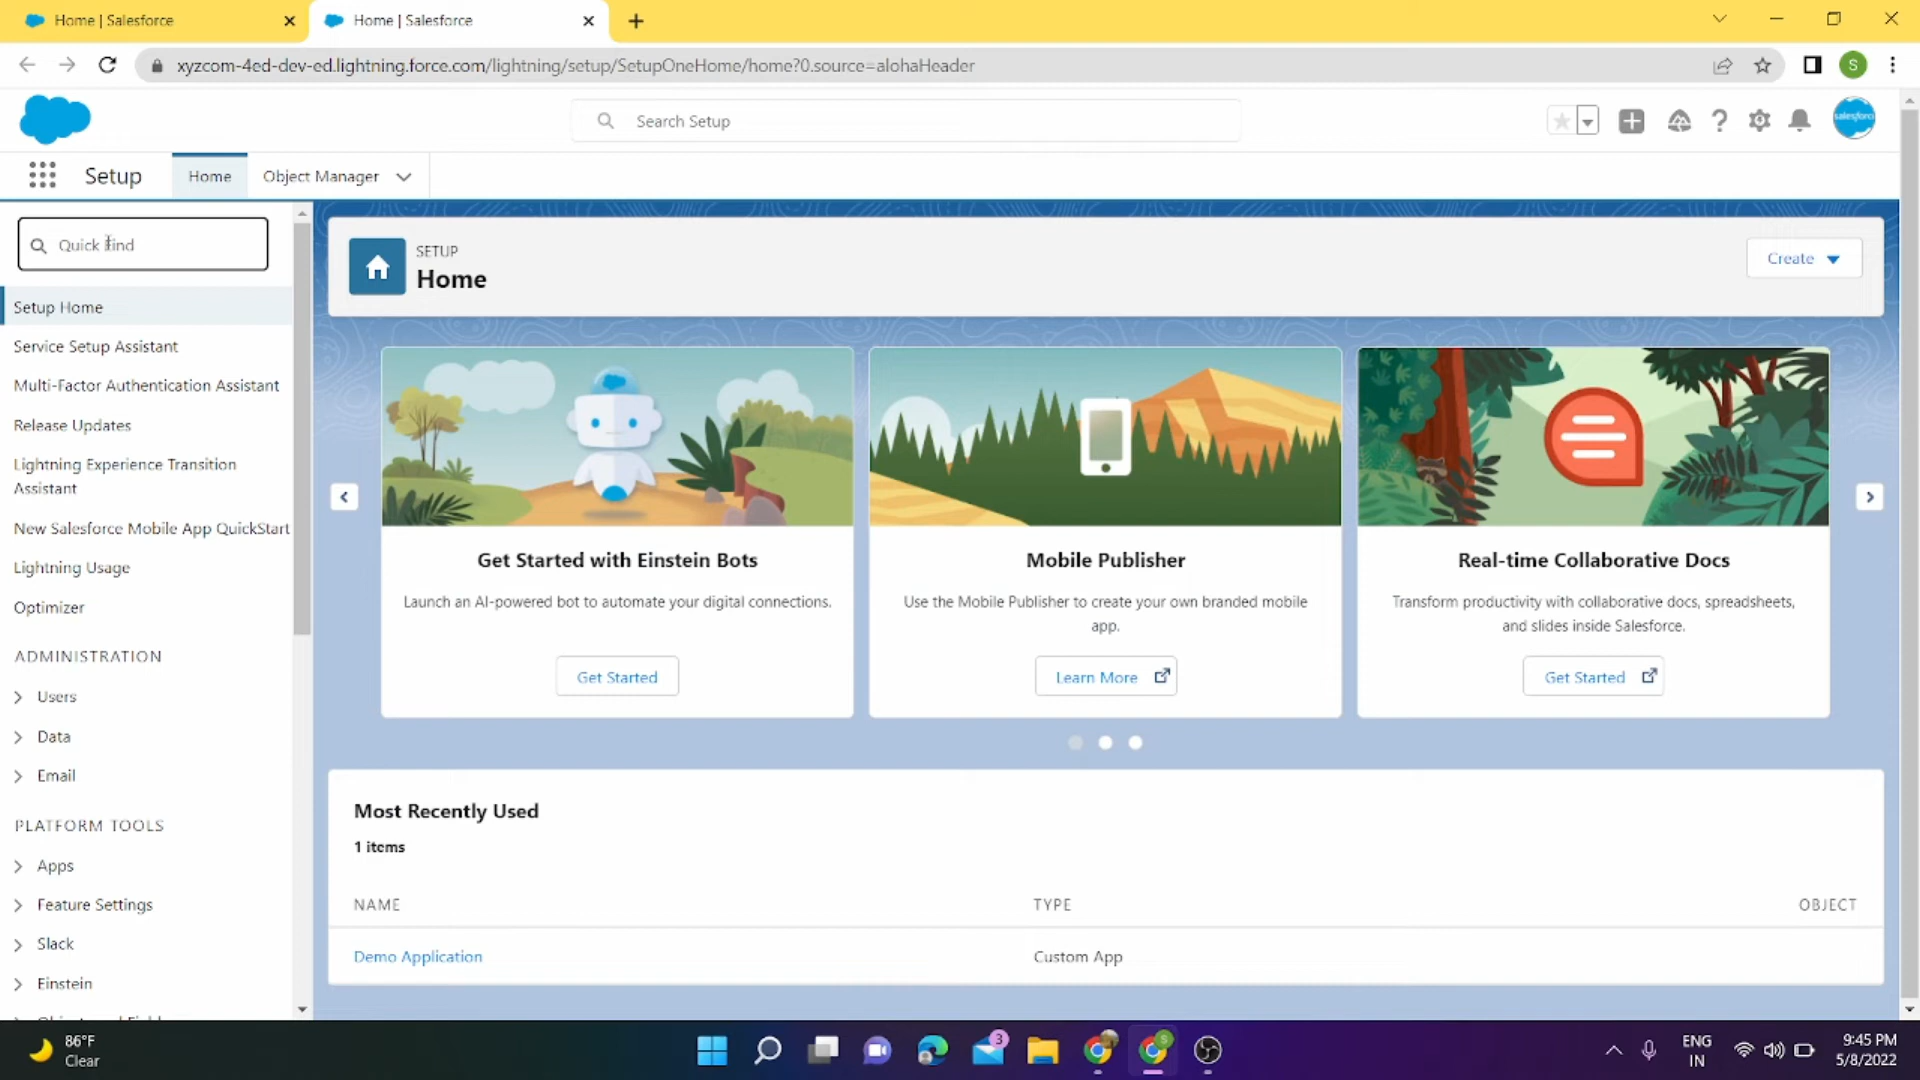 Home | Salesforce
Home | Salesforce
xyzcom-4ed-dev-ed.lightning.force.com/lightning/setup/SetupOneHome/home?0.source=alohaHeader
S
Search Setup
salesforce
Setup
Home
Object Manager
Quick Find
Setup Home
Service Setup Assistant
Multi-Factor Authentication Assistant
Release Updates
Lightning Experience Transition
Assistant
New Salesforce Mobile App QuickStart
Lightning Usage
Optimizer
ADMINISTRATION
Users
Data
Email
PLATFORM TOOLS
Apps
Feature Settings
Slack
Einstein
SETUP
Home
Create
Get Started with Einstein Bots
Launch an AI-powered bot to automate your digital connections.
Get Started
Mobile Publisher
Use the Mobile Publisher to create your own branded mobile
app.
Learn More
Real-time Collaborative Docs
Transform productivity with collaborative docs, spreadsheets,
and slides inside Salesforce.
Get Started
Most Recently Used
1 items
NAME
TYPE
OBJECT
Demo Application
Custom App
86°F
Clear
3
ENG
IN
9:45 PM
5/8/2022